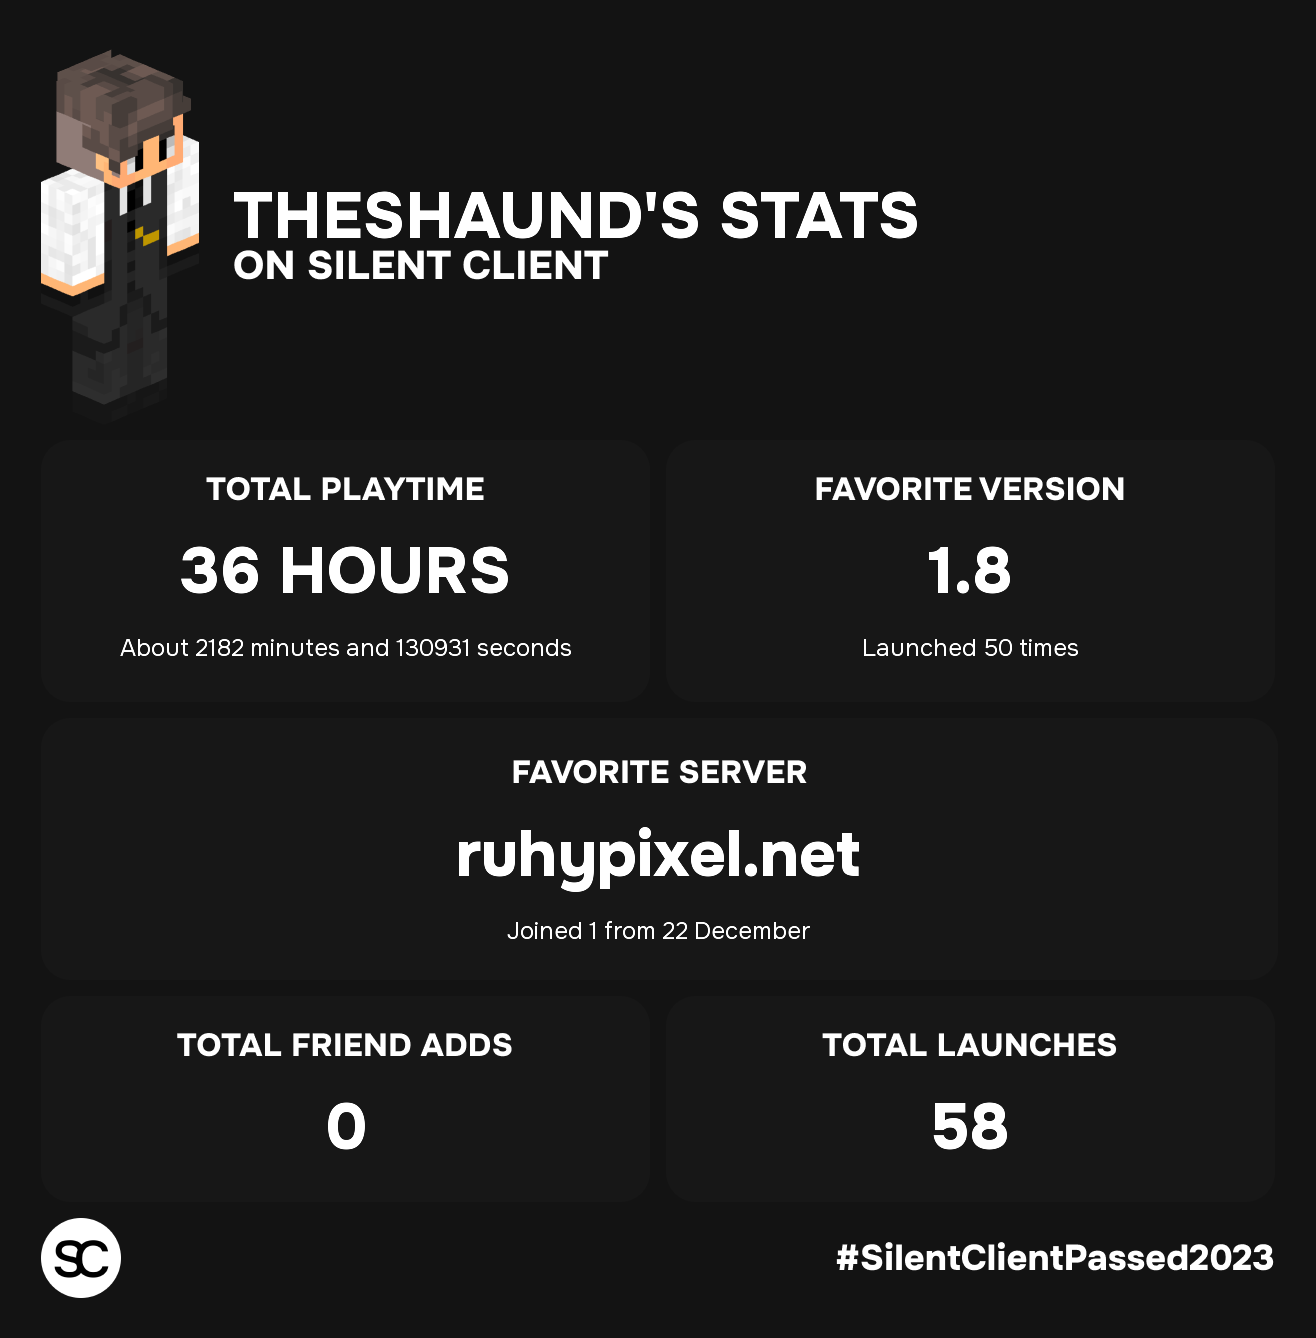 THESHAUND'S STATS
ON SILENT CLIENT
TOTAL PLAYTIME
36 HOURS
About 2182 minutes and 130931 seconds
FAVORITE VERSION
1.8
Launched 50 times
FAVORITE SERVER
ruhypixel.net
Joined 1 from 22 December
TOTAL FRIEND ADDS
0
TOTAL LAUNCHES
58
SC
#SilentClientPassed2023